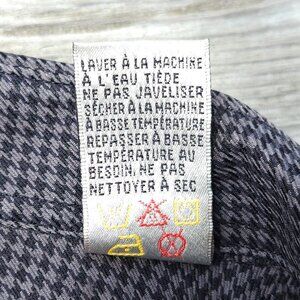 LAVER À LA MACHINE
À L'EAU TIÈDE
NE PAS JAVELISER
SÉCHER À LA MACHINE
À BASSE TEMPÉRATURE
REPASSER À BASSE
TEMPÉRATURE AU
BESOIN, NE PAS
NETTOYER À SEC